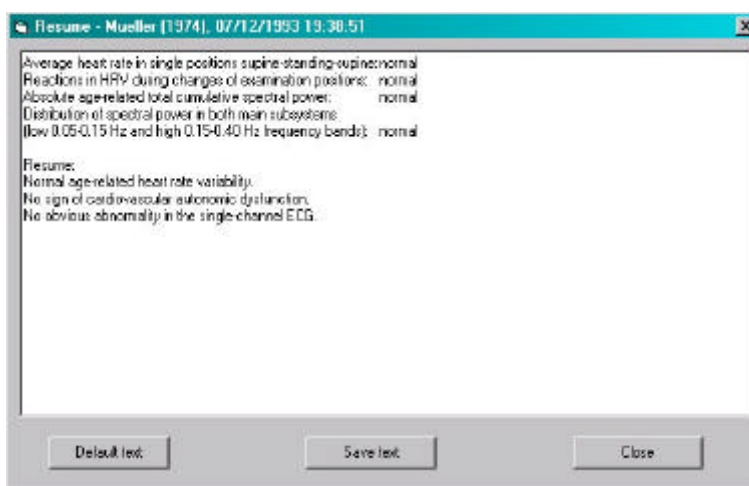 Resume - Mueller [1974], 07/12/1993 19:38:51
Average heart rate in single positions supine-standing-supine: normal
Reactions in HRV during changes of examination positions: normal
Absolute age-related total cumulative spectral power: normal
Distribution of spectral power in both main subsystems
(low 0.05-0.15 Hz and high 0.15-0.40 Hz frequency bands): normal
Resume:
Normal age-related heart rate variability.
No sign of cardiovascular autonomic dysfunction.
No obvious abnormality in the single-channel ECG.
Default text
Save text
Close